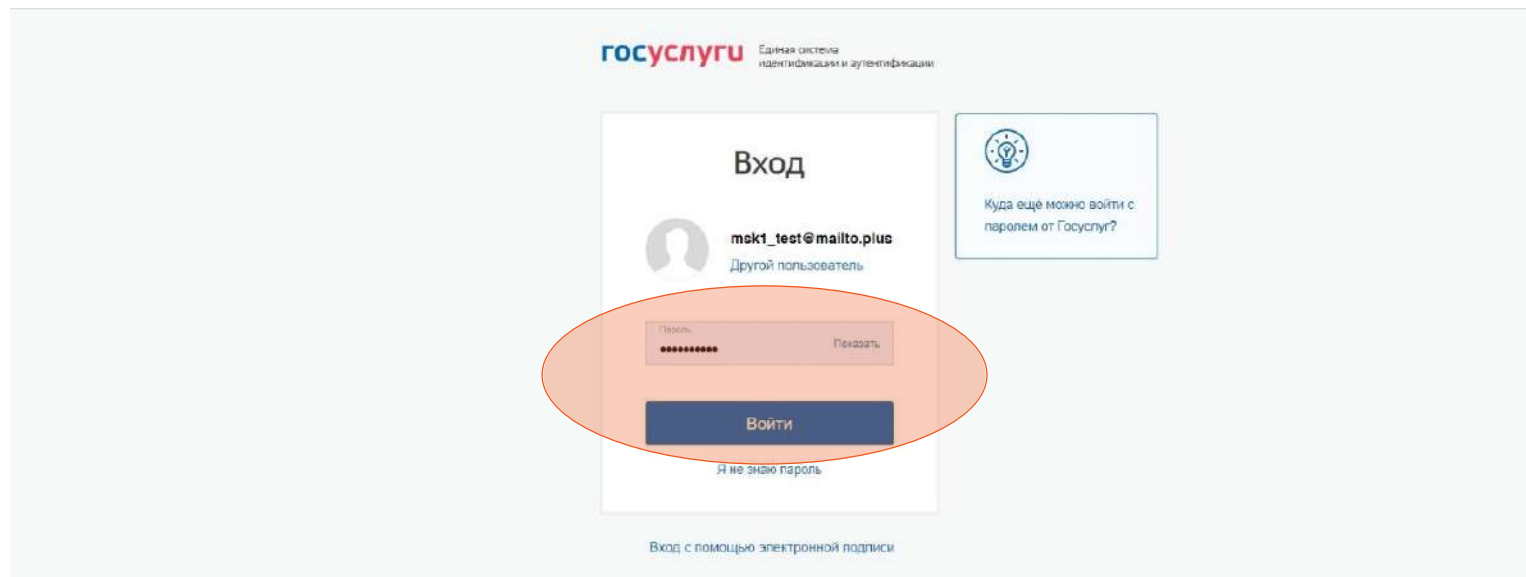 госуслуги
Единая система
идентификации и аутентификации
Вход
msk1_test@mailto.plus
Другой пользователь
Куда ещё можно войти с
паролем от Госуслуг?
Пароль
••••••••••
Показать
Войти
Я не знаю пароль
Вход с помощью электронной подписи